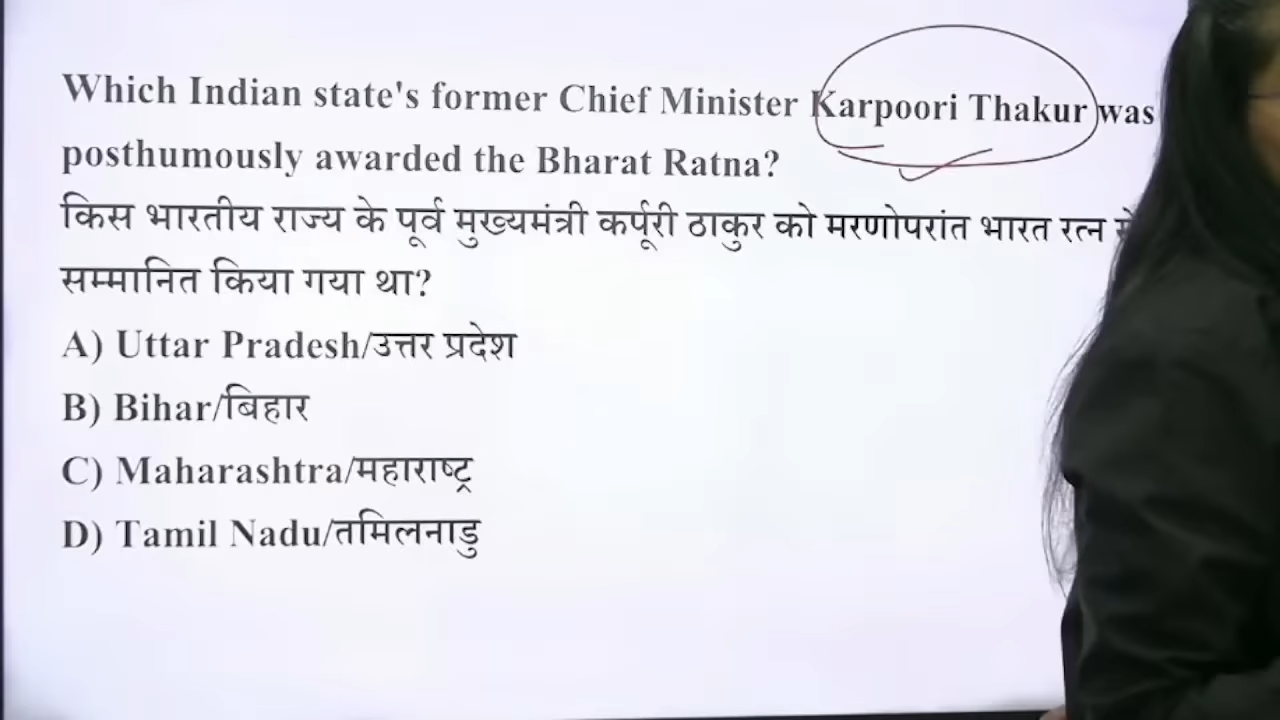 Which Indian state's former Chief Minister Karpoori Thakur was
posthumously awarded the Bharat Ratna?
किस भारतीय राज्य के पूर्व मुख्यमंत्री कर्पूरी ठाकुर को मरणोपरांत भारत रत्न
सम्मानित किया गया था?
A) Uttar Pradesh/उत्तर प्रदेश
B) Bihar/बिहार
C) Maharashtra/महाराष्ट्र
D) Tamil Nadu/तमिलनाडु